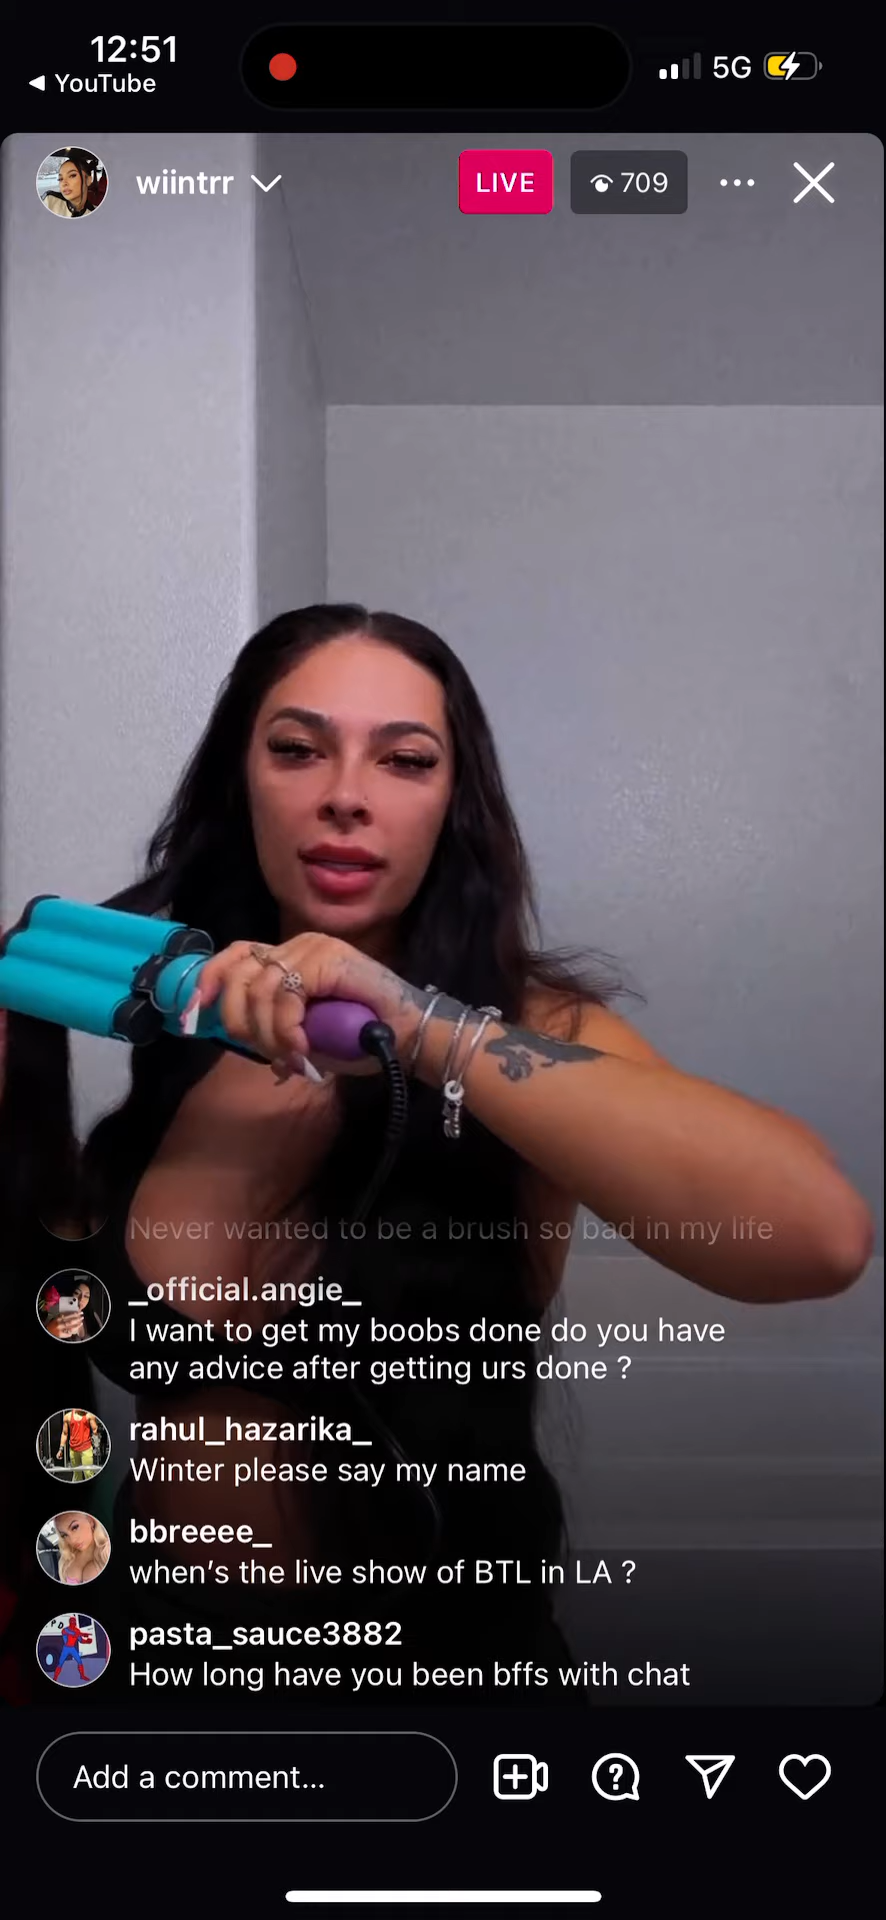 12:51
YouTube
5G
wiintrr
LIVE
709
Never wanted to be a brush so bad in my life
_official.angie_
I want to get my boobs done do you have
any advice after getting urs done ?
rahul_hazarika_
Winter please say my name
bbreeee_
when’s the live show of BTL in LA ?
pasta_sauce3882
How long have you been bffs with chat
Add a comment...